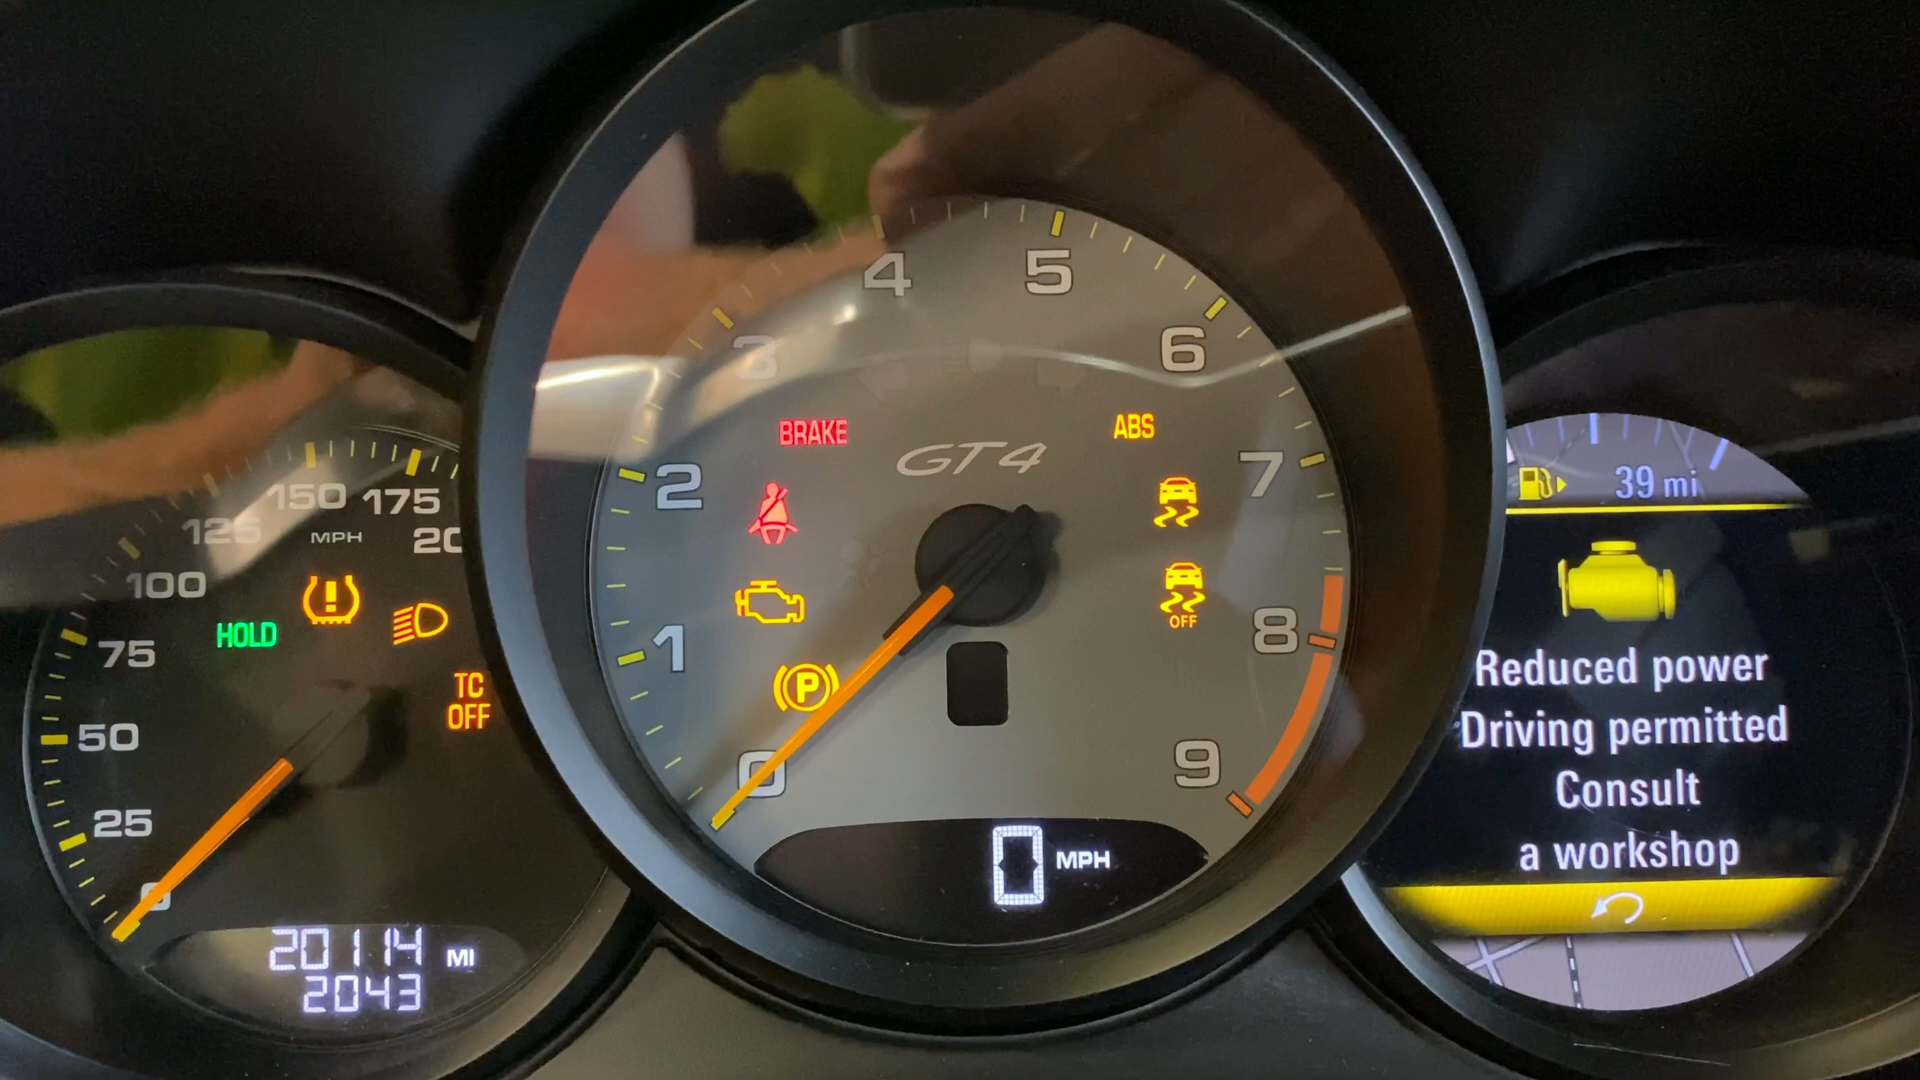 0
25
50
75
100
125
150
175
20
MPH
HOLD
TC
OFF
20114 MI
2043
0
1
2
3
4
5
6
7
8
9
BRAKE
GT4
ABS
OFF
P
0 MPH
39 mi
Reduced power
Driving permitted
Consult
a workshop